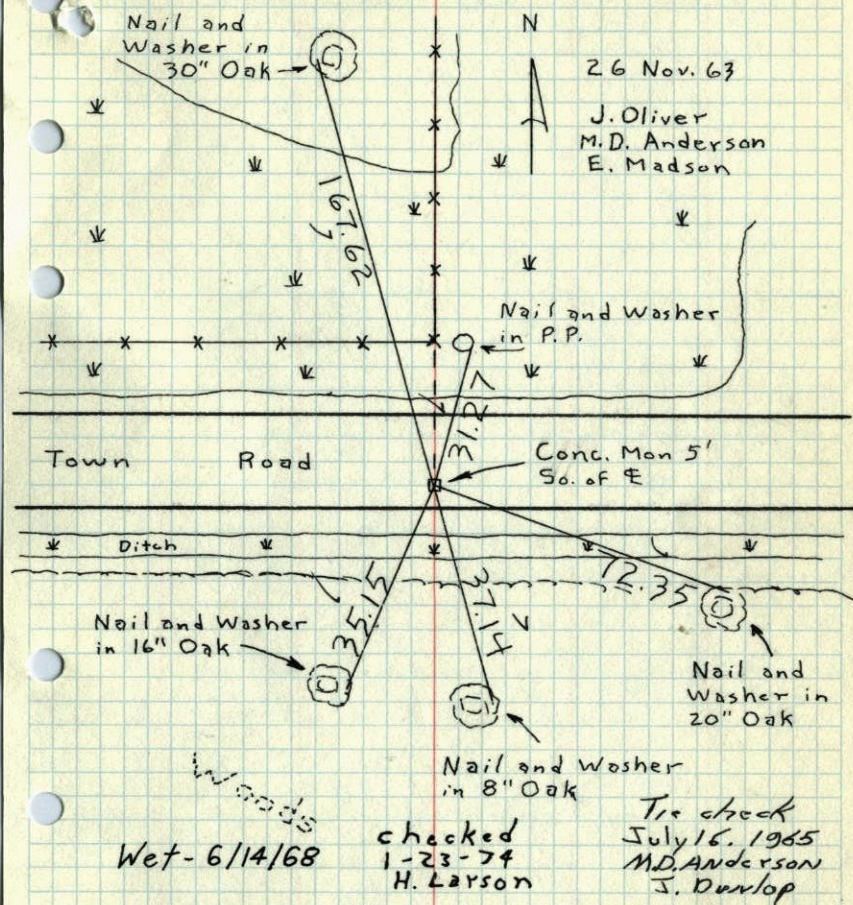 Nail and
Washer in
30" Oak
N
26 Nov. 63
J. Oliver
M.D. Anderson
E. Madson
167.62
Nail and Washer
in P.P.
31.27
Town Road
Conc. Mon 5'
So. of ℄
Ditch
72.35
35.15
37.14
Nail and Washer
in 16" Oak
Nail and
Washer in
20" Oak
Nail and Washer
in 8" Oak
Woods
Wet - 6/14/68
checked
1-23-74
H. Larson
Tie check
July 16. 1965
M.D. Anderson
J. Dunlop